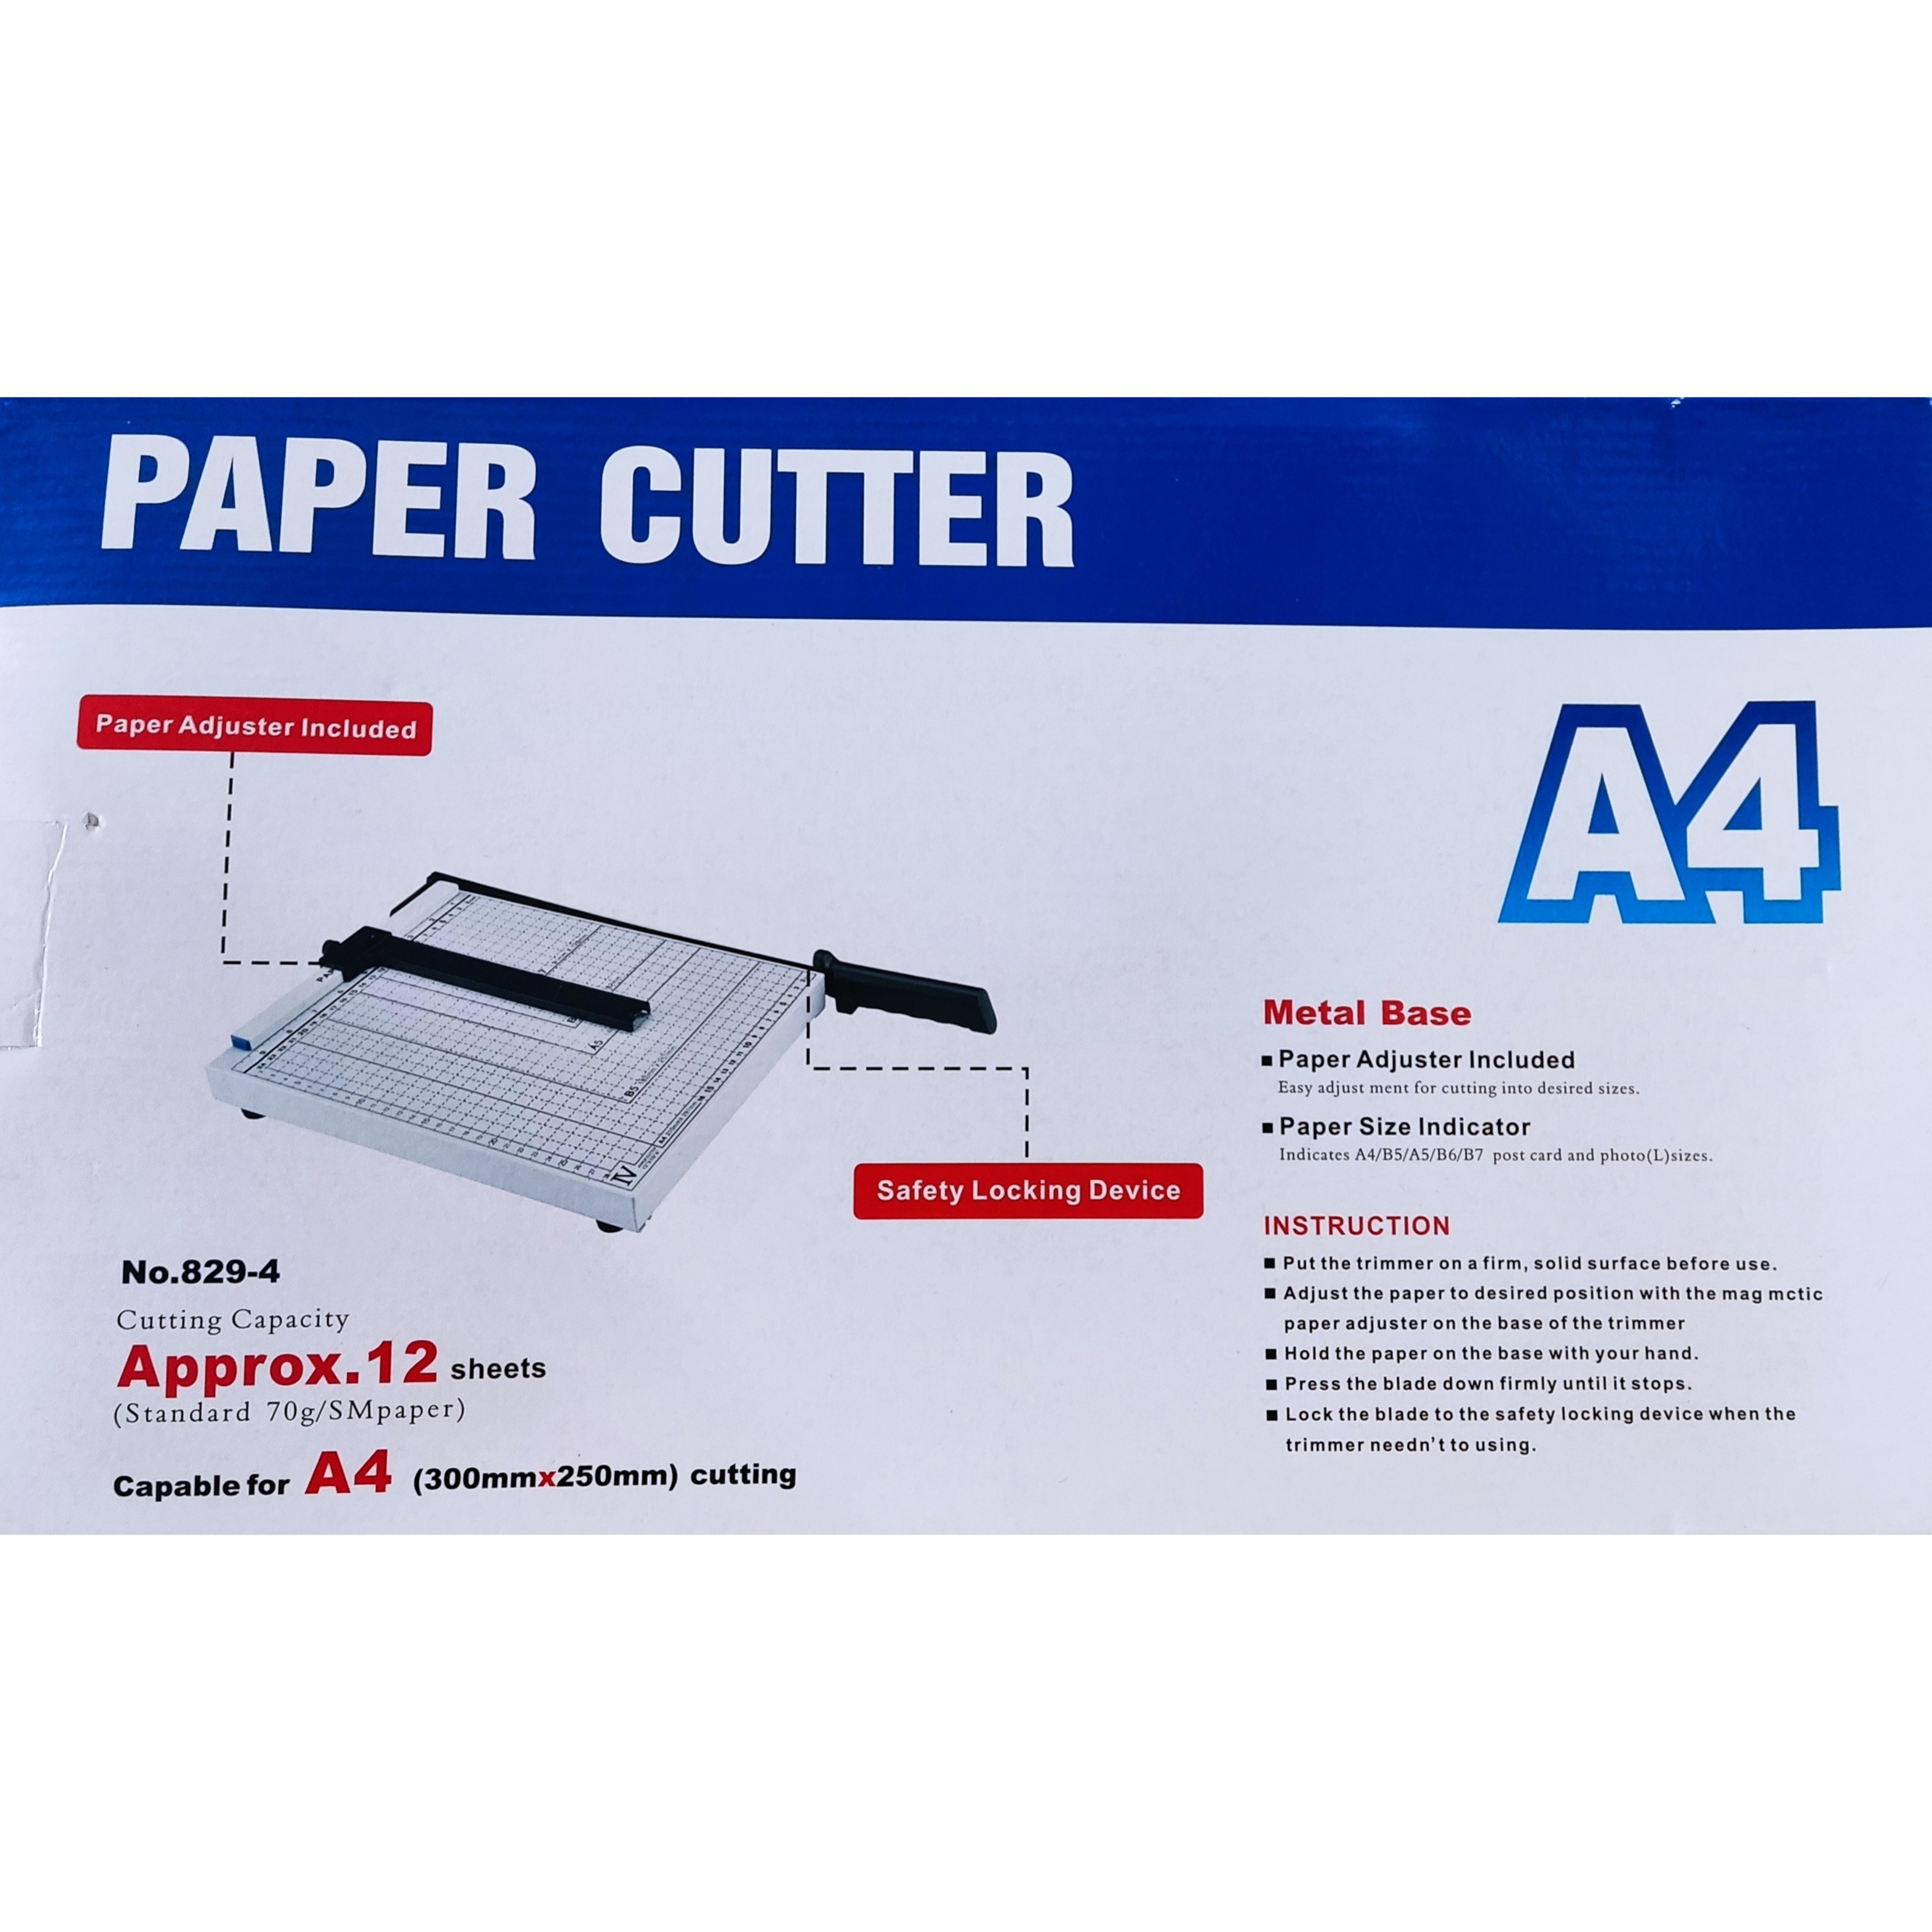 PAPER CUTTER
Paper Adjuster Included
A4
A5
B5
IV
Safety Locking Device
Metal Base
■ Paper Adjuster Included
Easy adjust ment for cutting into desired sizes.
■ Paper Size Indicator
Indicates A4/B5/A5/B6/B7 post card and photo(L)sizes.
INSTRUCTION
■ Put the trimmer on a firm, solid surface before use.
■ Adjust the paper to desired position with the mag mctic
paper adjuster on the base of the trimmer
■ Hold the paper on the base with your hand.
■ Press the blade down firmly until it stops.
■ Lock the blade to the safety locking device when the
trimmer needn't to using.
No.829-4
Cutting Capacity
Approx.12 sheets
(Standard 70g/SMpaper)
Capable for A4 (300mmx250mm) cutting